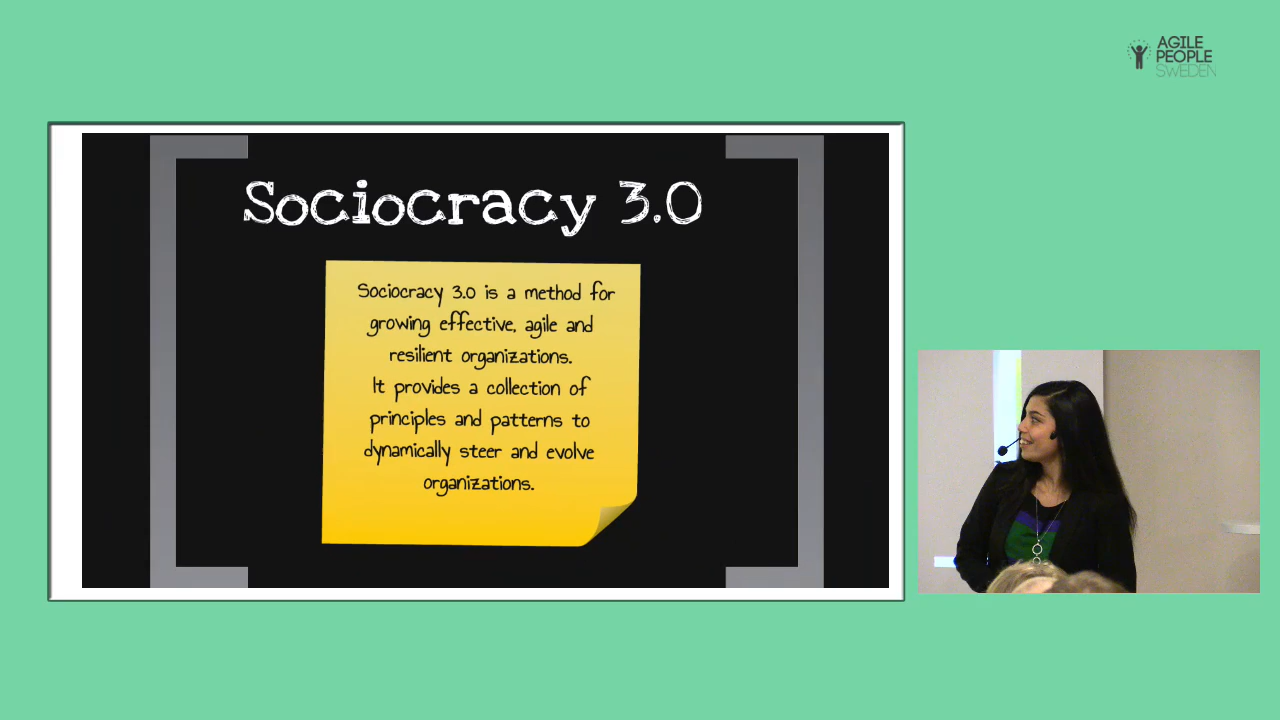 AGILE
PEOPLE
SWEDEN
Sociocracy 3.0
Sociocracy 3.0 is a method for
growing effective, agile and
resilient organizations.
It provides a collection of
principles and patterns to
dynamically steer and evolve
organizations.